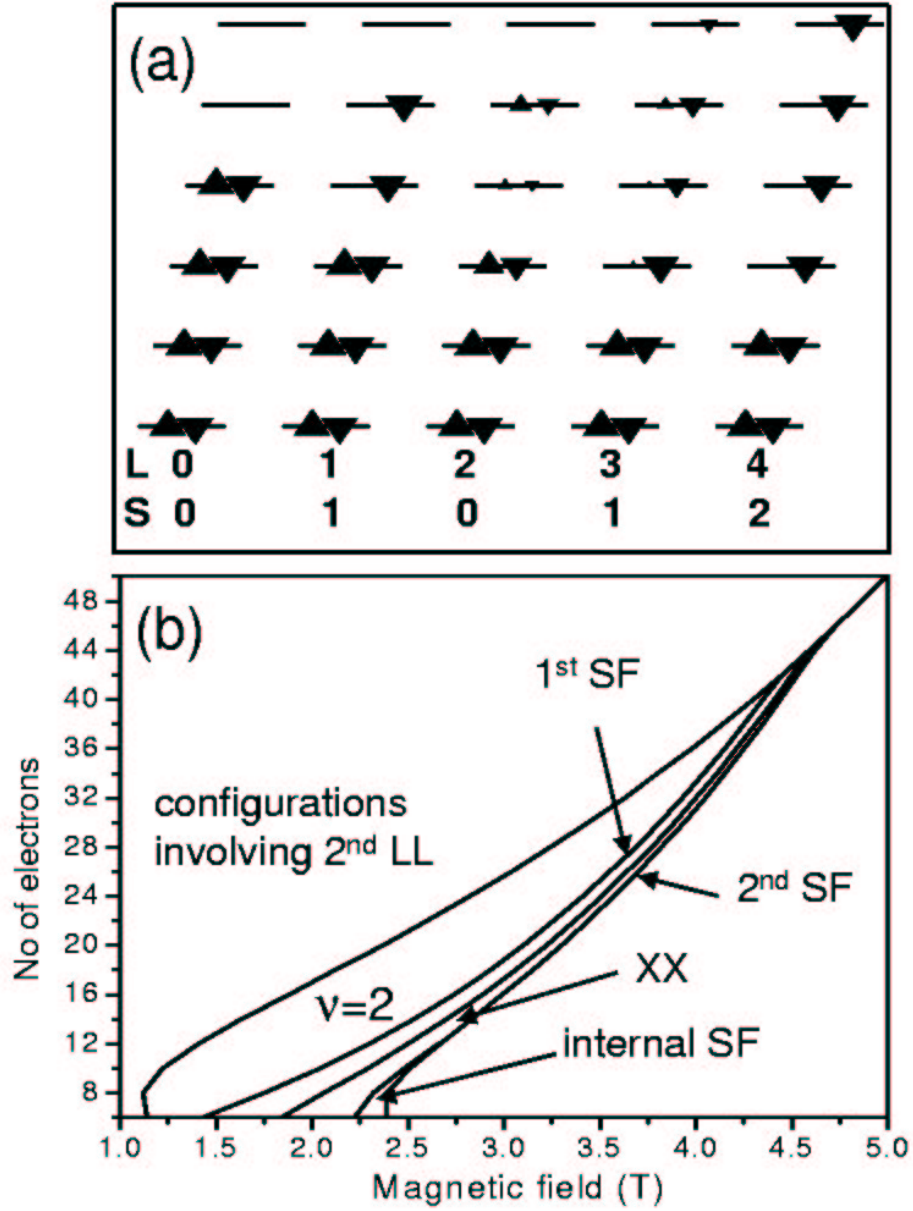 (a)
L 0 1 2 3 4
S 0 1 0 1 2
(b)
48
44
40
36
32
28
24
20
16
12
8
No of electrons
1st SF
configurations
involving 2nd LL
2nd SF
XX
ν=2
internal SF
1.0 1.5 2.0 2.5 3.0 3.5 4.0 4.5 5.0
Magnetic field (T)